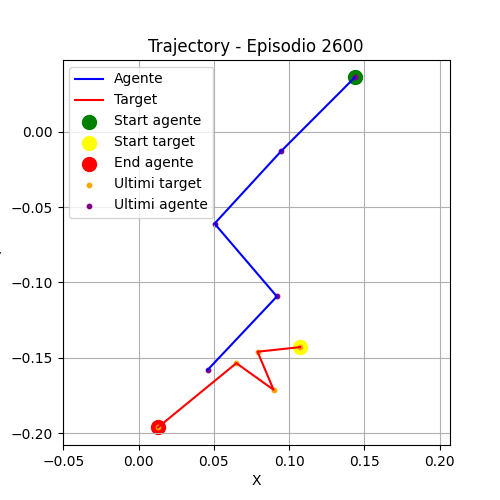 Trajectory - Episodio 2600
Agente
Target
Start agente
Start target
End agente
Ultimi target
Ultimi agente
0.00
−0.05
−0.10
−0.15
−0.20
−0.05
0.00
0.05
0.10
0.15
0.20
X